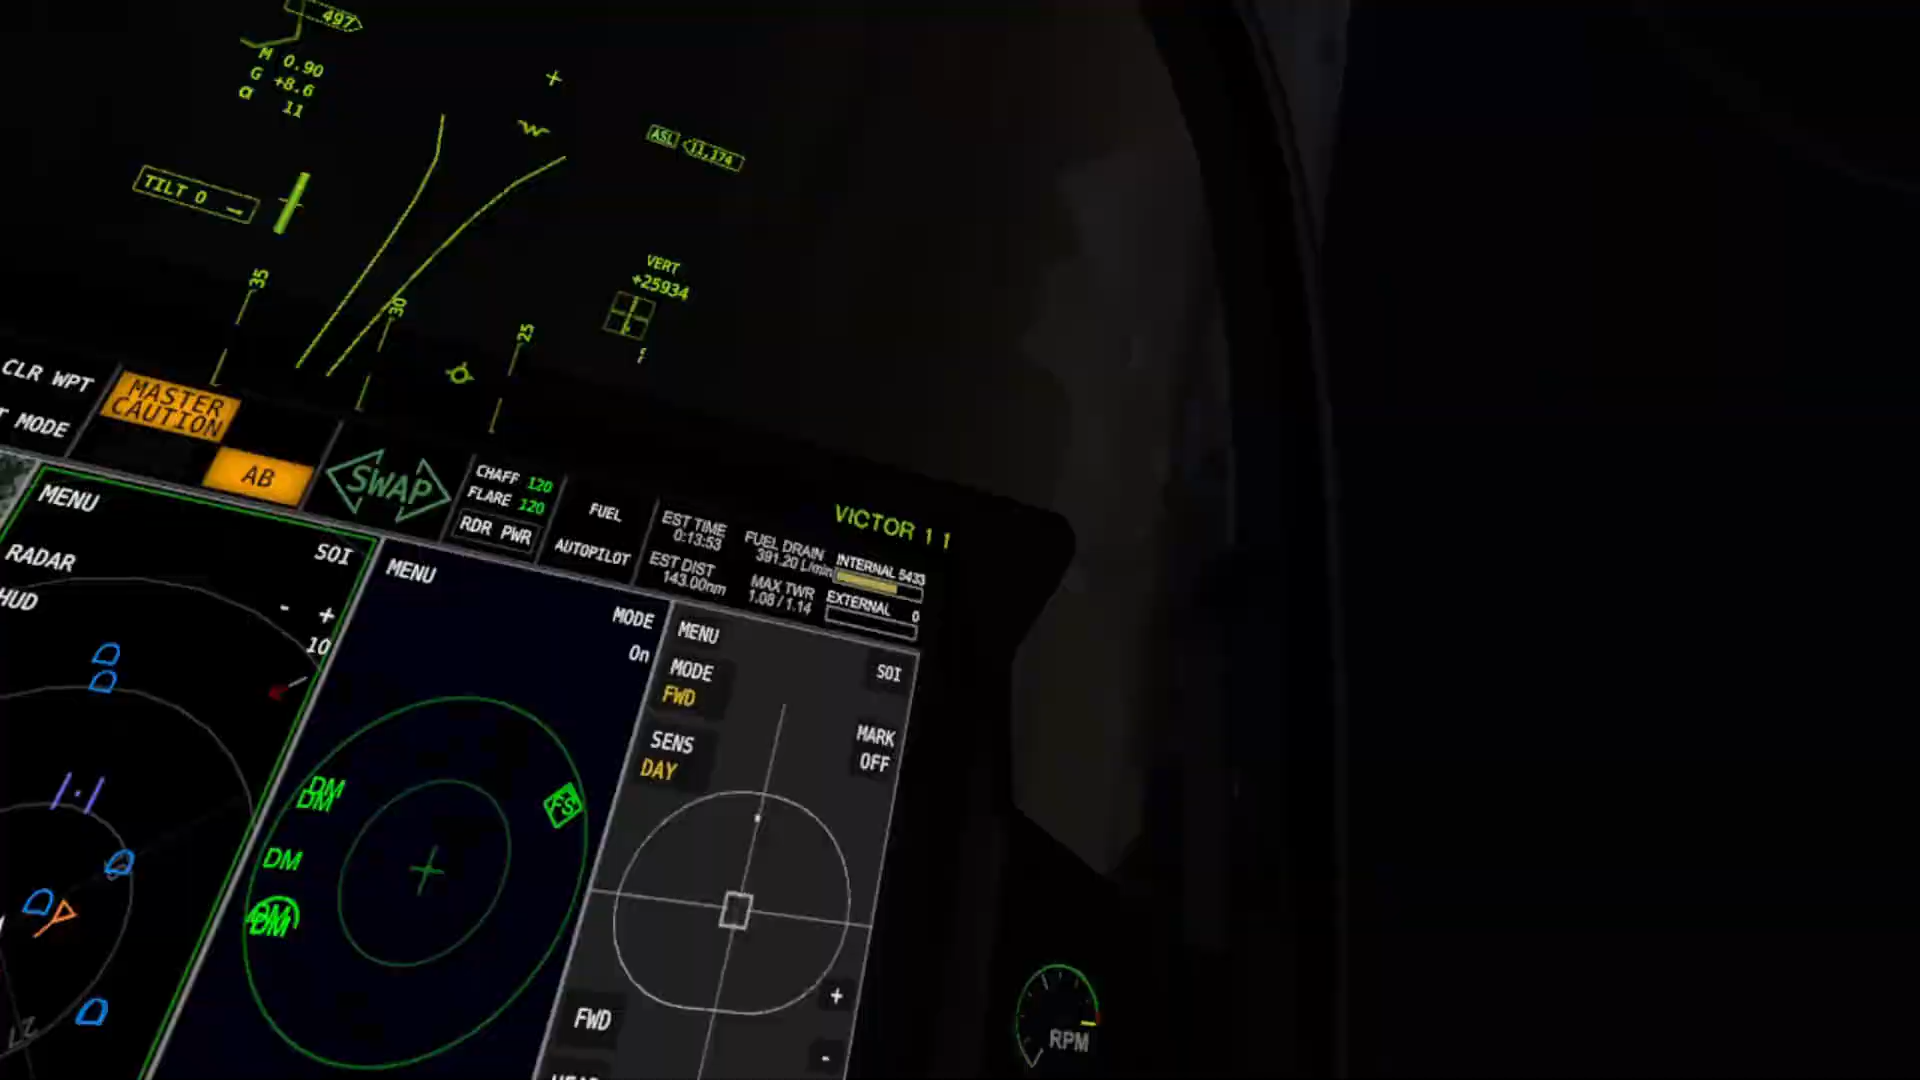 497
M 0.90
G +8.6
α 11
ASL 11,174
TILT 0
VERT
+25934
35
30
25
CLR WPT
T MODE
MASTER
CAUTION
AB
SWAP
CHAFF 120
FLARE 120
RDR PWR
FUEL
AUTOPILOT
EST TIME
0:13:53
EST DIST
143.00nm
FUEL DRAIN
391.20 L/min
MAX TWR
1.08 / 1.14
VICTOR 1 1
INTERNAL 5433
EXTERNAL 0
MENU
RADAR
HUD
SOI
- +
10
MENU
MODE
On
DM
DM
DM
DM
FS
MENU
MODE
FWD
SENS
DAY
SOI
MARK
OFF
+
-
FWD
RPM